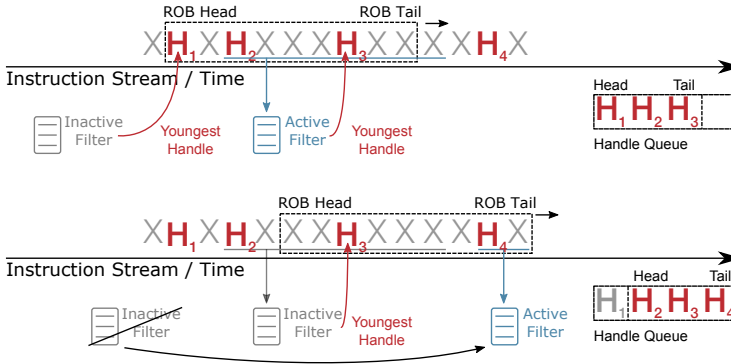 ROB Head ROB Tail
X H1 X H2 X X X H3 X X X X H4 X
Instruction Stream / Time
Head Tail
H1 H2 H3
Handle Queue
Inactive Filter
Youngest Handle
Active Filter
Youngest Handle
ROB Head ROB Tail
X H1 X H2 X X X H3 X X X X H4 X
Instruction Stream / Time
Head Tail
H1 H2 H3 H4
Handle Queue
Inactive Filter
Inactive Filter
Youngest Handle
Active Filter